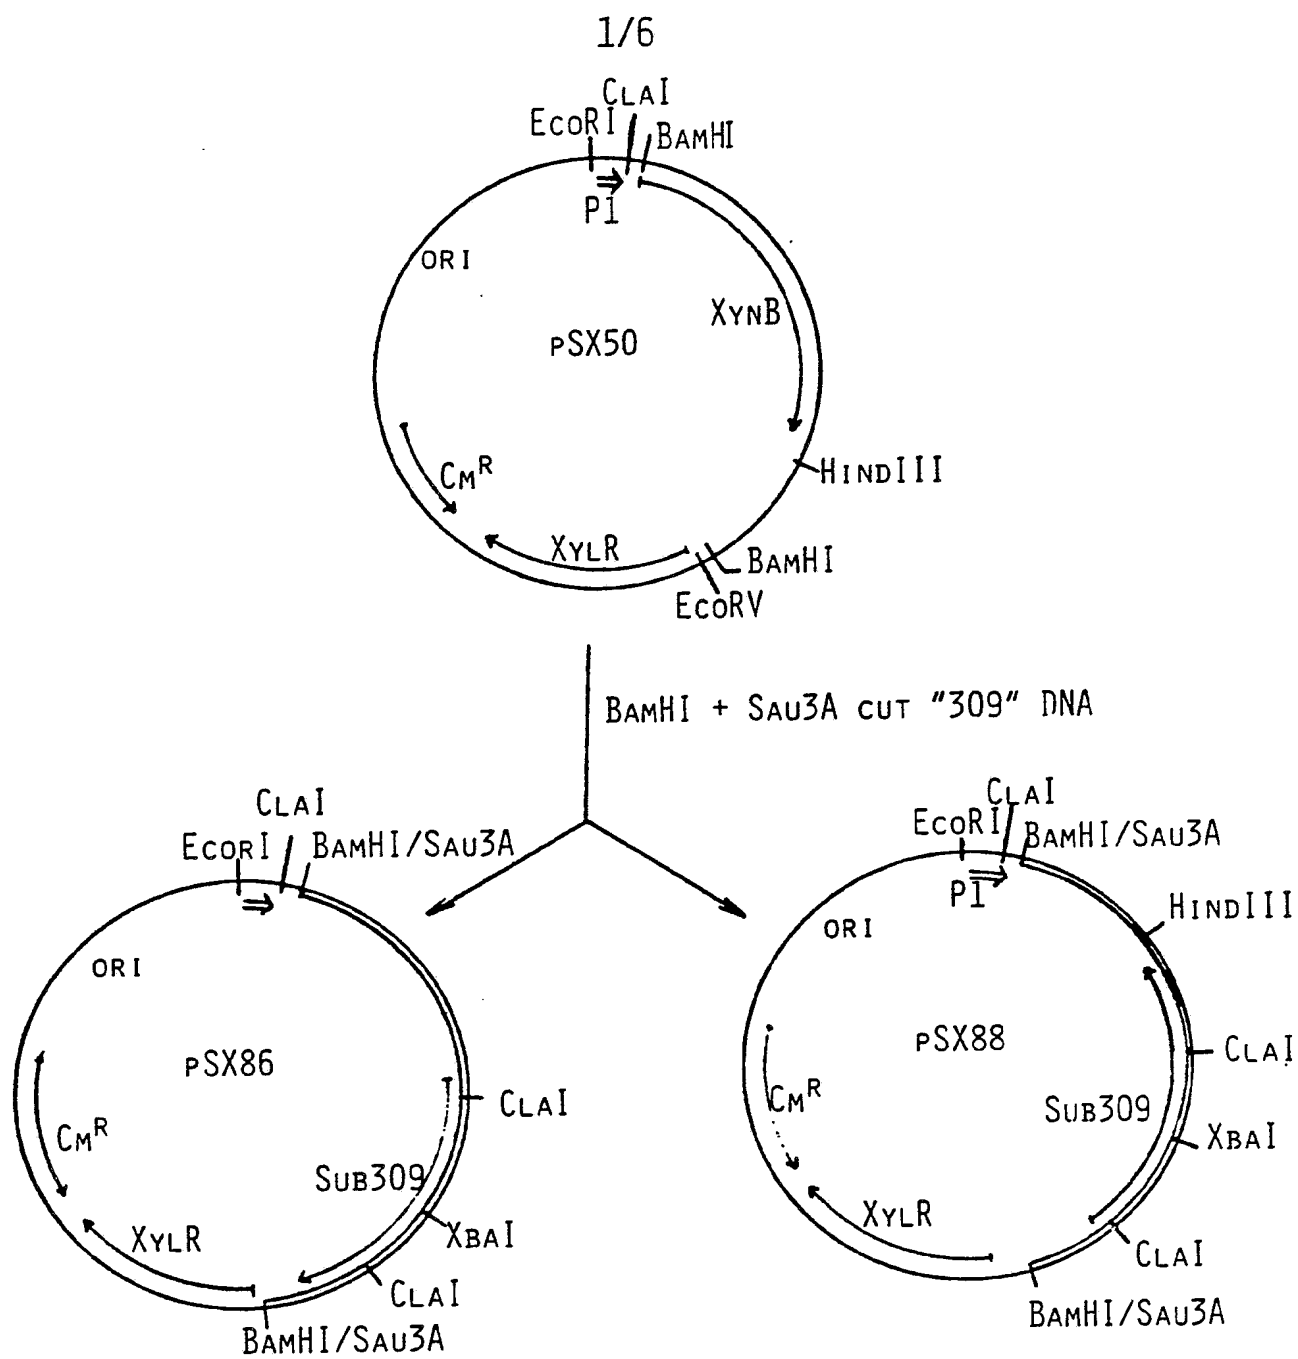 1/6
ClaI
EcoRI
BamHI
P1
ORI
XynB
pSX50
CmR
HindIII
XylR
BamHI
EcoRV
BamHI + Sau3A cut "309" DNA
ClaI
EcoRI
BamHI/Sau3A
ORI
pSX86
ClaI
CmR
Sub309
XylR
XbaI
ClaI
BamHI/Sau3A
ClaI
EcoRI
BamHI/Sau3A
P1
HindIII
ORI
pSX88
ClaI
CmR
Sub309
XbaI
XylR
ClaI
BamHI/Sau3A